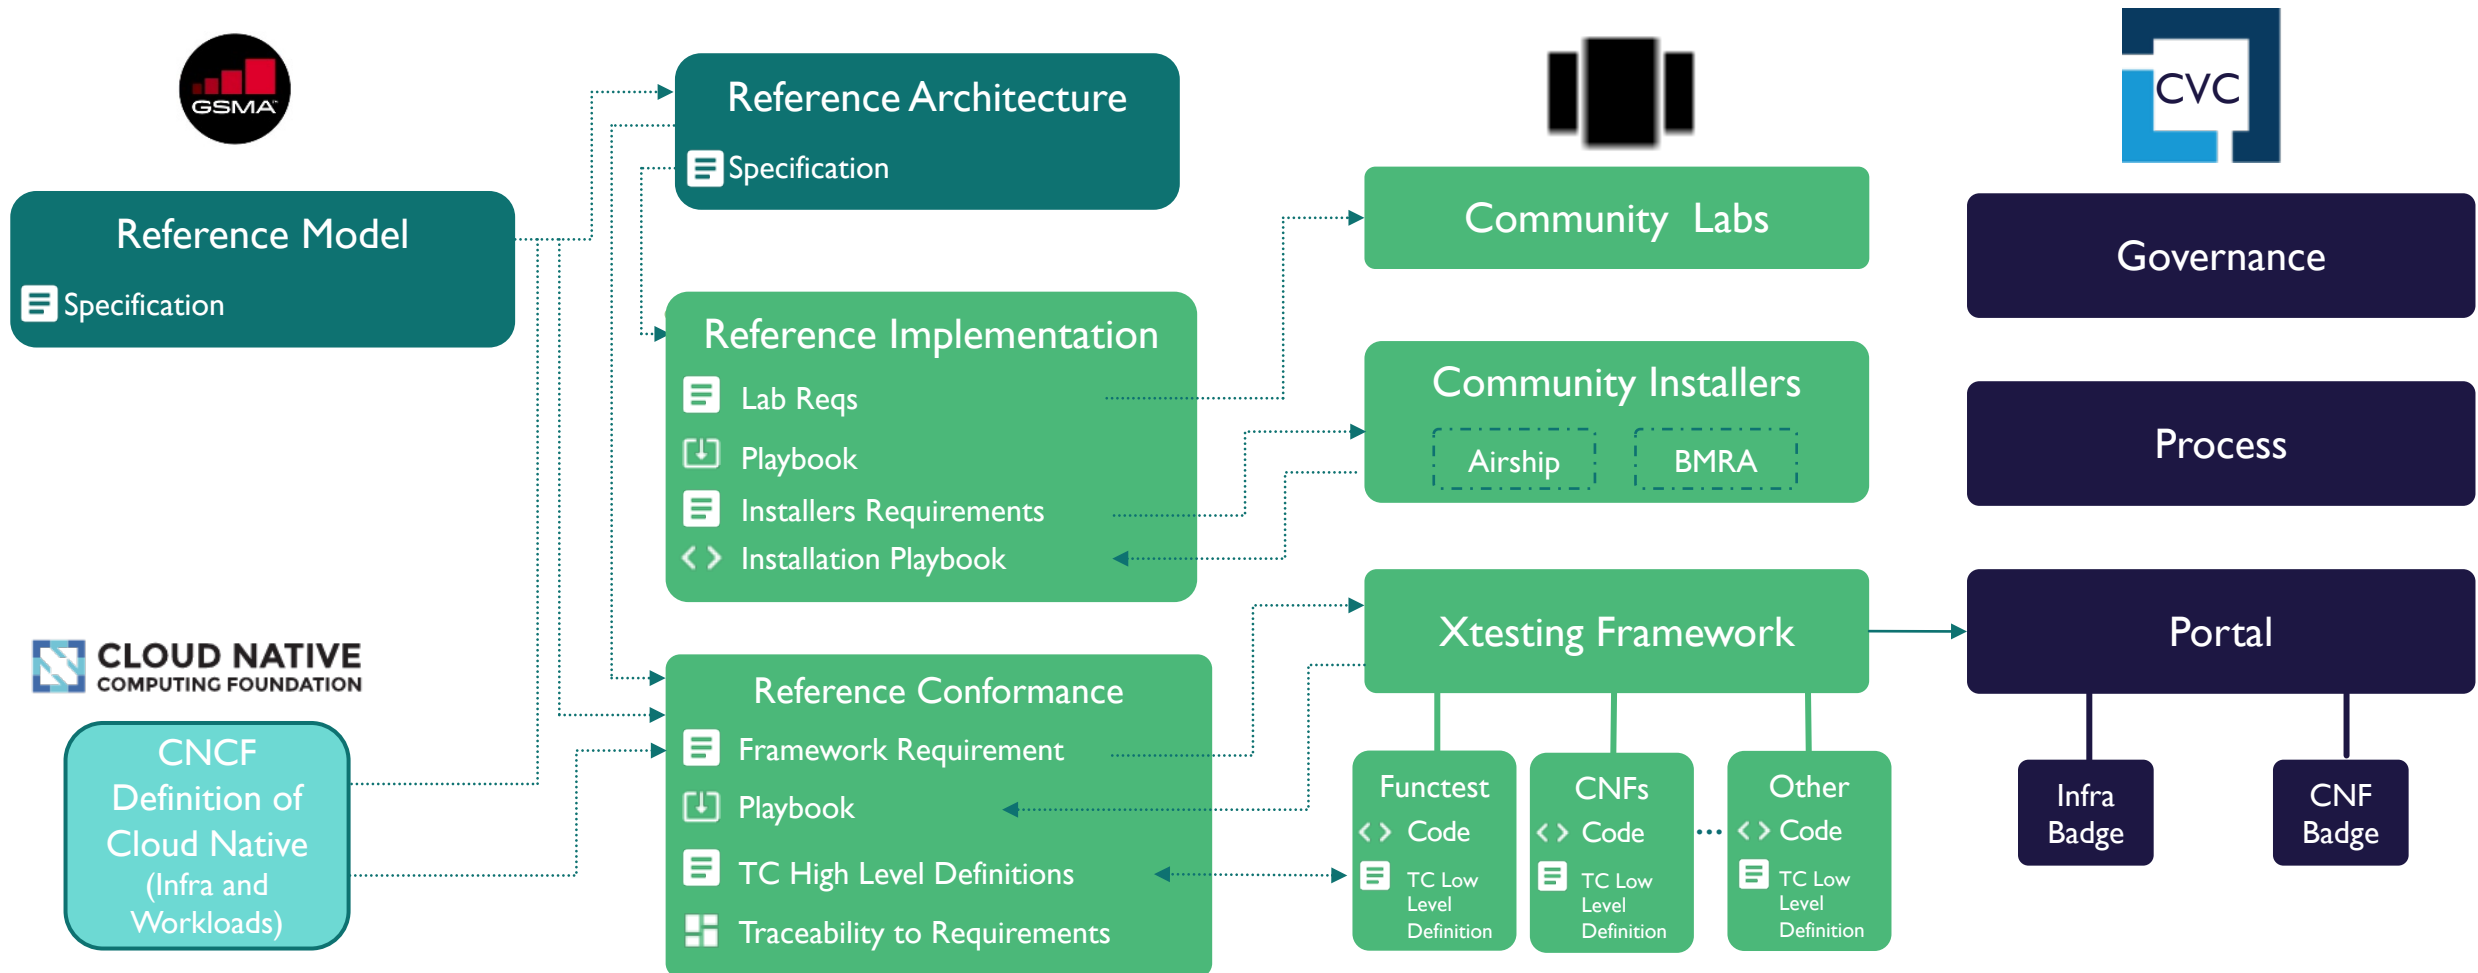 GSMA™
Reference Model
Specification
CLOUD NATIVE
COMPUTING FOUNDATION
CNCF
Definition of
Cloud Native
(Infra and
Workloads)
Reference Architecture
Specification
Reference Implementation
Lab Reqs
Playbook
Installers Requirements
Installation Playbook
Reference Conformance
Framework Requirement
Playbook
TC High Level Definitions
Traceability to Requirements
Community Labs
Community Installers
Airship
BMRA
Xtesting Framework
Functest
Code
TC Low
Level
Definition
CNFs
Code
TC Low
Level
Definition
Other
Code
TC Low
Level
Definition
CVC
Governance
Process
Portal
Infra
Badge
CNF
Badge